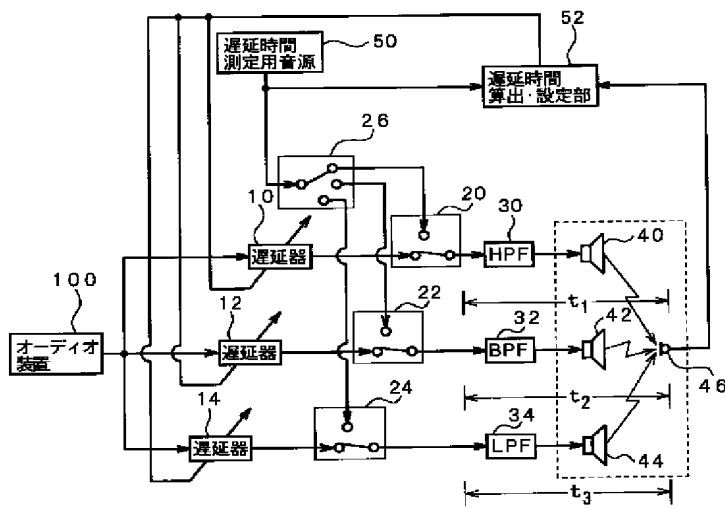 遅延時間
測定用音源
50
52
遅延時間
算出・設定部
26
10
遅延器
20
30
HPF
40
100
オーディオ
装置
12
遅延器
22
32
BPF
t1
42
46
14
遅延器
24
34
LPF
t2
44
t3